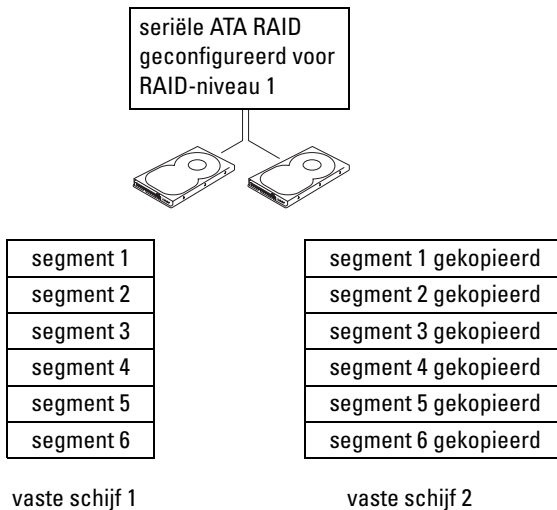 seriële ATA RAID
geconfigureerd voor
RAID-niveau 1
segment 1
segment 2
segment 3
segment 4
segment 5
segment 6
segment 1 gekopieerd
segment 2 gekopieerd
segment 3 gekopieerd
segment 4 gekopieerd
segment 5 gekopieerd
segment 6 gekopieerd
vaste schijf 1
vaste schijf 2